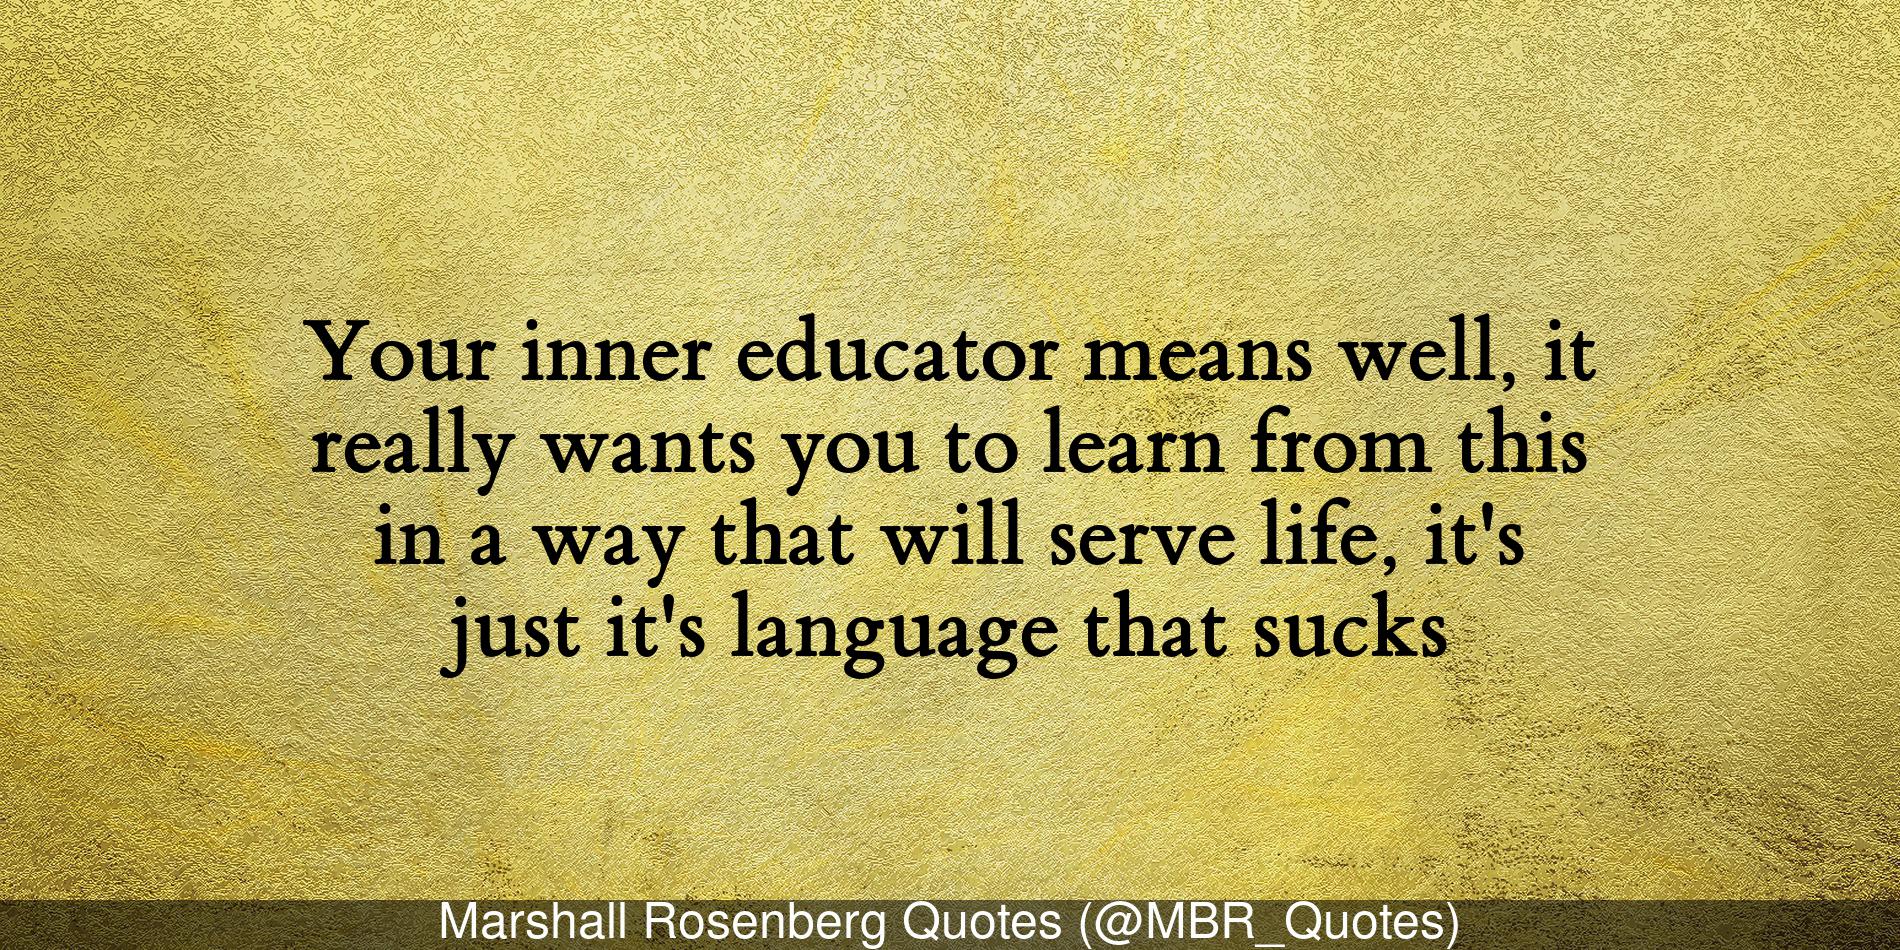 Your inner educator means well, it
really wants you to learn from this
in a way that will serve life, it's
just it's language that sucks
Marshall Rosenberg Quotes (@MBR_Quotes)